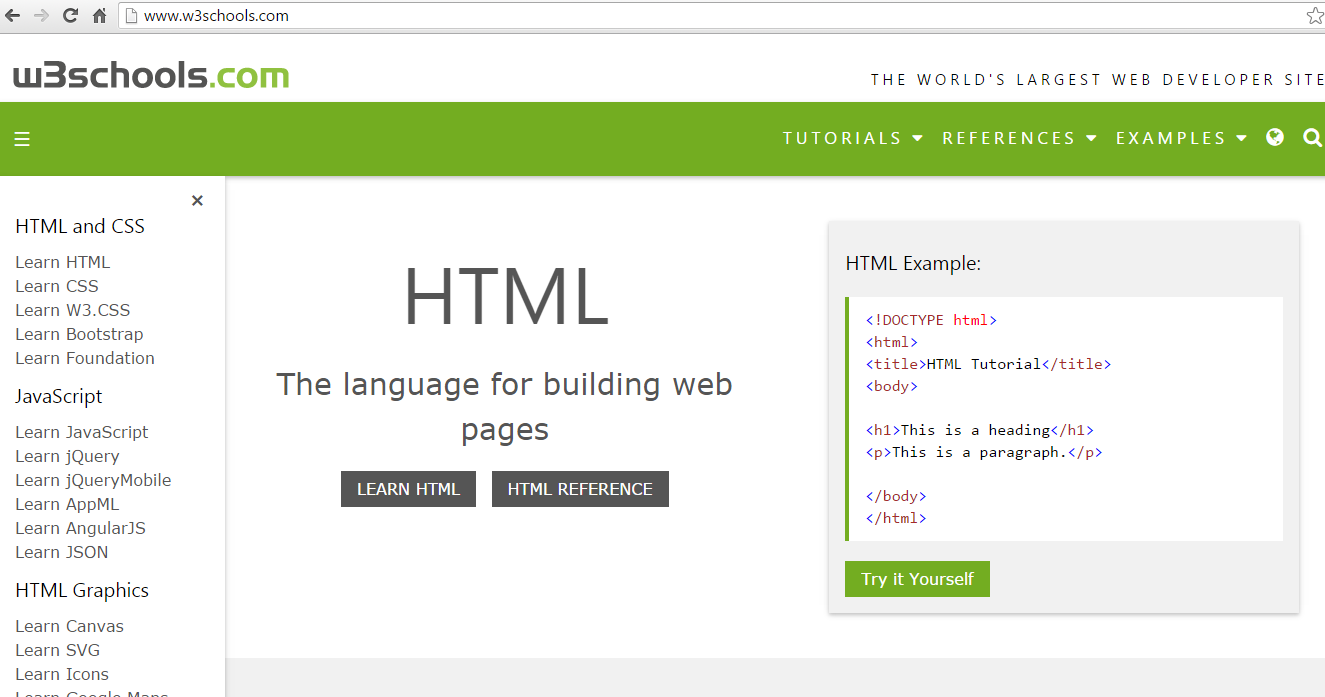 www.w3schools.com
w3schools.com
THE WORLD'S LARGEST WEB DEVELOPER SITE
TUTORIALS REFERENCES EXAMPLES
HTML and CSS
Learn HTML
Learn CSS
Learn W3.CSS
Learn Bootstrap
Learn Foundation
JavaScript
Learn JavaScript
Learn jQuery
Learn jQueryMobile
Learn AppML
Learn AngularJS
Learn JSON
HTML Graphics
Learn Canvas
Learn SVG
Learn Icons
Learn Google Maps
HTML
The language for building web
pages
LEARN HTML HTML REFERENCE
HTML Example:
<!DOCTYPE html>
<html>
<title>HTML Tutorial</title>
<body>
<h1>This is a heading</h1>
<p>This is a paragraph.</p>
</body>
</html>
Try it Yourself